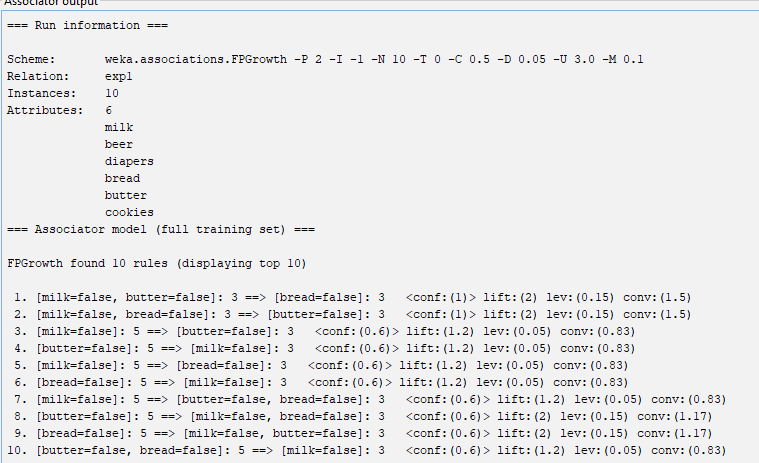 Associator output
=== Run information ===
Scheme: weka.associations.FPGrowth -P 2 -I -1 -N 10 -T 0 -C 0.5 -D 0.05 -U 3.0 -M 0.1
Relation: exp1
Instances: 10
Attributes: 6
milk
beer
diapers
bread
butter
cookies
=== Associator model (full training set) ===
FPGrowth found 10 rules (displaying top 10)
1. [milk=false, butter=false]: 3 ==> [bread=false]: 3 <conf:(1)> lift:(2) lev:(0.15) conv:(1.5)
2. [milk=false, bread=false]: 3 ==> [butter=false]: 3 <conf:(1)> lift:(2) lev:(0.15) conv:(1.5)
3. [milk=false]: 5 ==> [butter=false]: 3 <conf:(0.6)> lift:(1.2) lev:(0.05) conv:(0.83)
4. [butter=false]: 5 ==> [milk=false]: 3 <conf:(0.6)> lift:(1.2) lev:(0.05) conv:(0.83)
5. [milk=false]: 5 ==> [bread=false]: 3 <conf:(0.6)> lift:(1.2) lev:(0.05) conv:(0.83)
6. [bread=false]: 5 ==> [milk=false]: 3 <conf:(0.6)> lift:(1.2) lev:(0.05) conv:(0.83)
7. [milk=false]: 5 ==> [butter=false, bread=false]: 3 <conf:(0.6)> lift:(1.2) lev:(0.05) conv:(0.83)
8. [butter=false]: 5 ==> [milk=false, bread=false]: 3 <conf:(0.6)> lift:(2) lev:(0.15) conv:(1.17)
9. [bread=false]: 5 ==> [milk=false, butter=false]: 3 <conf:(0.6)> lift:(2) lev:(0.15) conv:(1.17)
10. [butter=false, bread=false]: 5 ==> [milk=false]: 3 <conf:(0.6)> lift:(1.2) lev:(0.05) conv:(0.83)